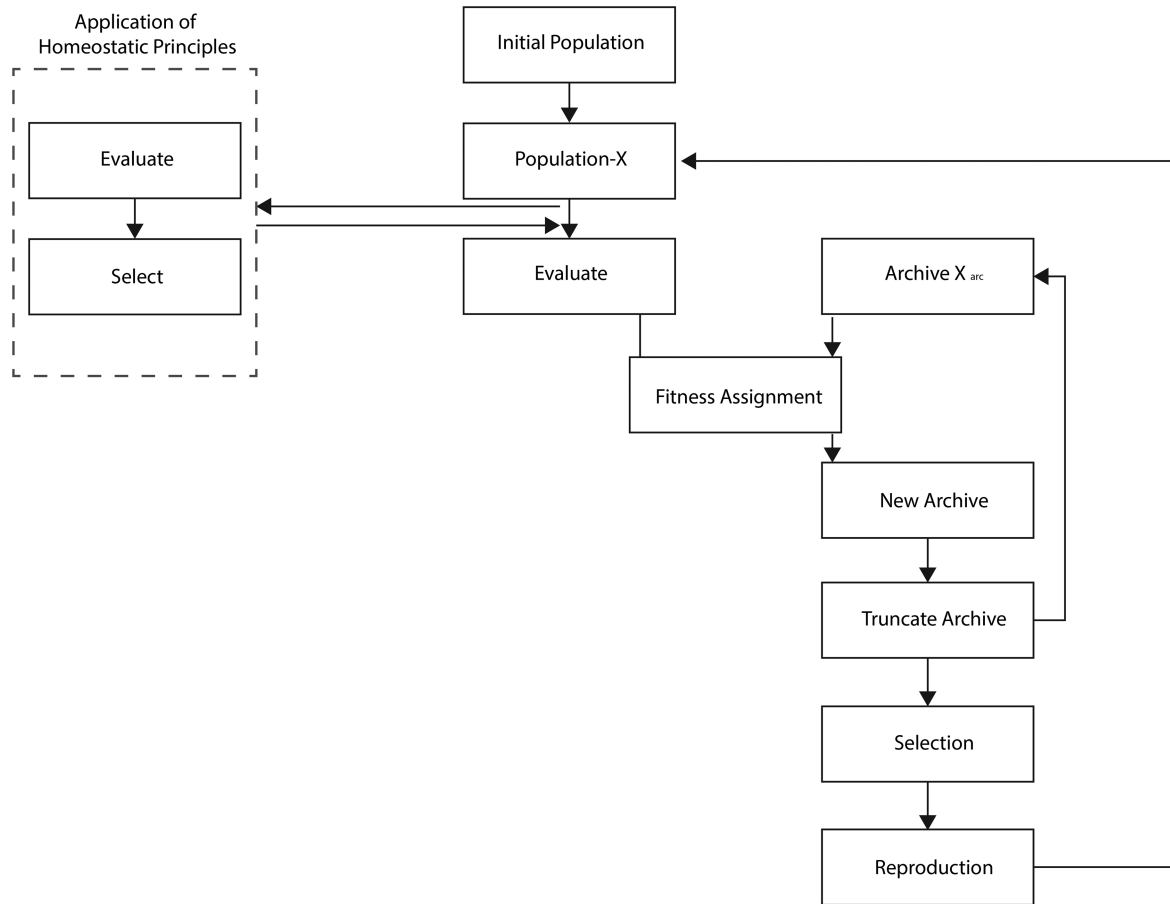 Application of
Homeostatic Principles
Initial Population
Evaluate
Population-X
Select
Evaluate
Archive X arc
Fitness Assignment
New Archive
Truncate Archive
Selection
Reproduction